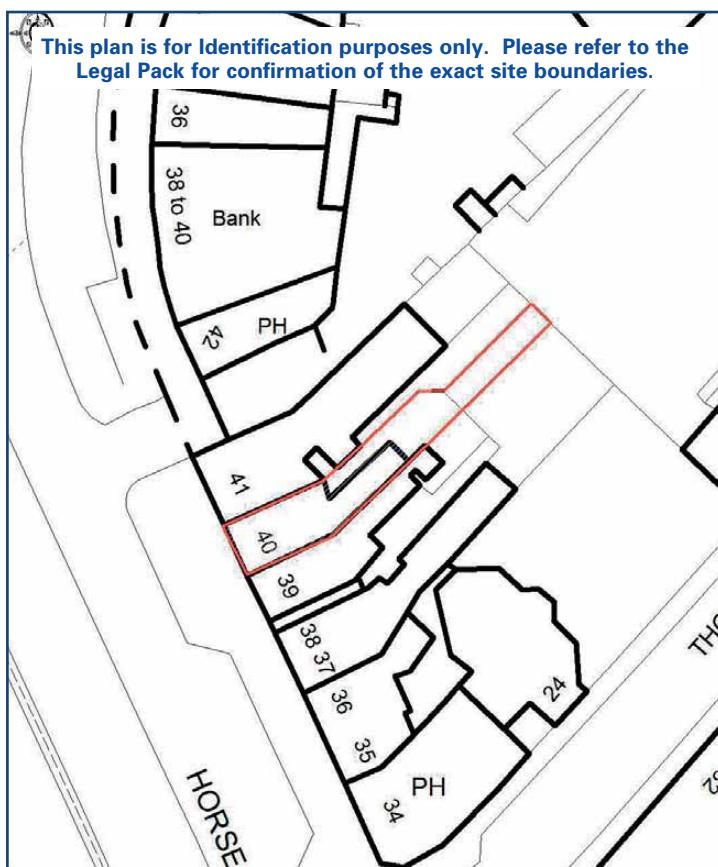 This plan is for Identification purposes only. Please refer to the
Legal Pack for confirmation of the exact site boundaries.
36
38 to 40
Bank
42
PH
41
40
39
38 37
36
35
34
PH
24
THO
32
HORSE